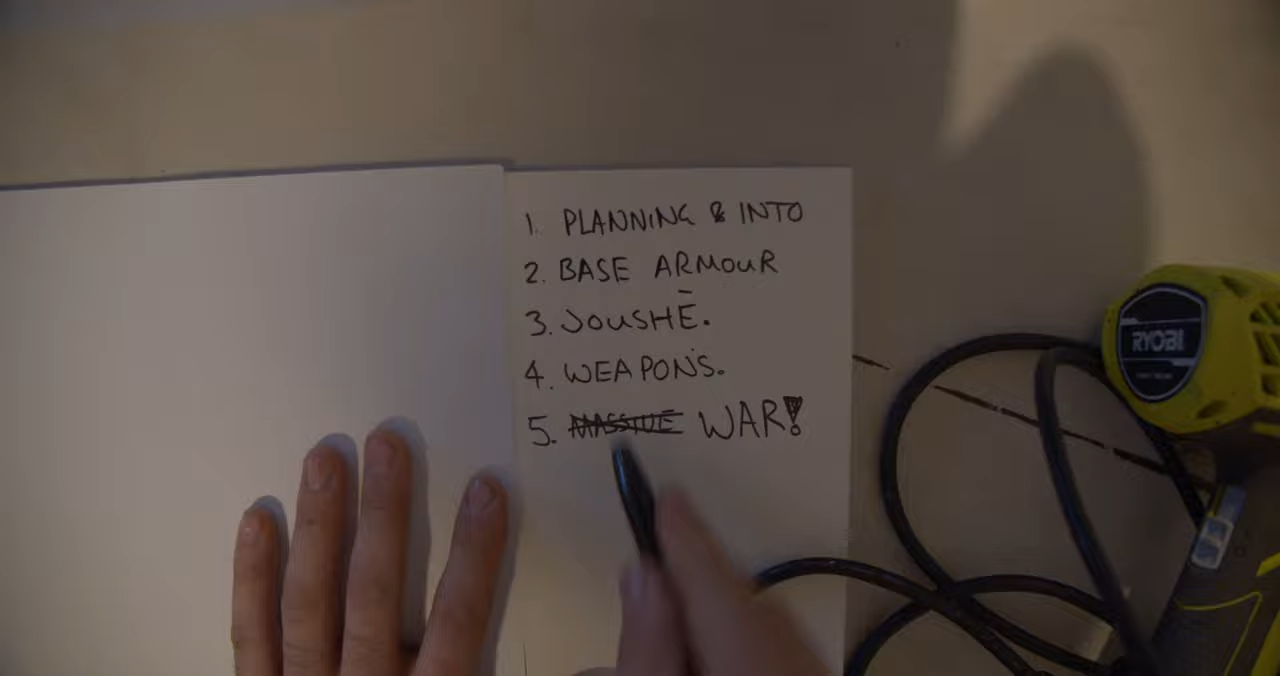 1. PLANNING & INTO
2. BASE ARMOUR
3. JOUSHĒ.
4. WEAPONS.
5. MASSIVE WAR!
RYOBI